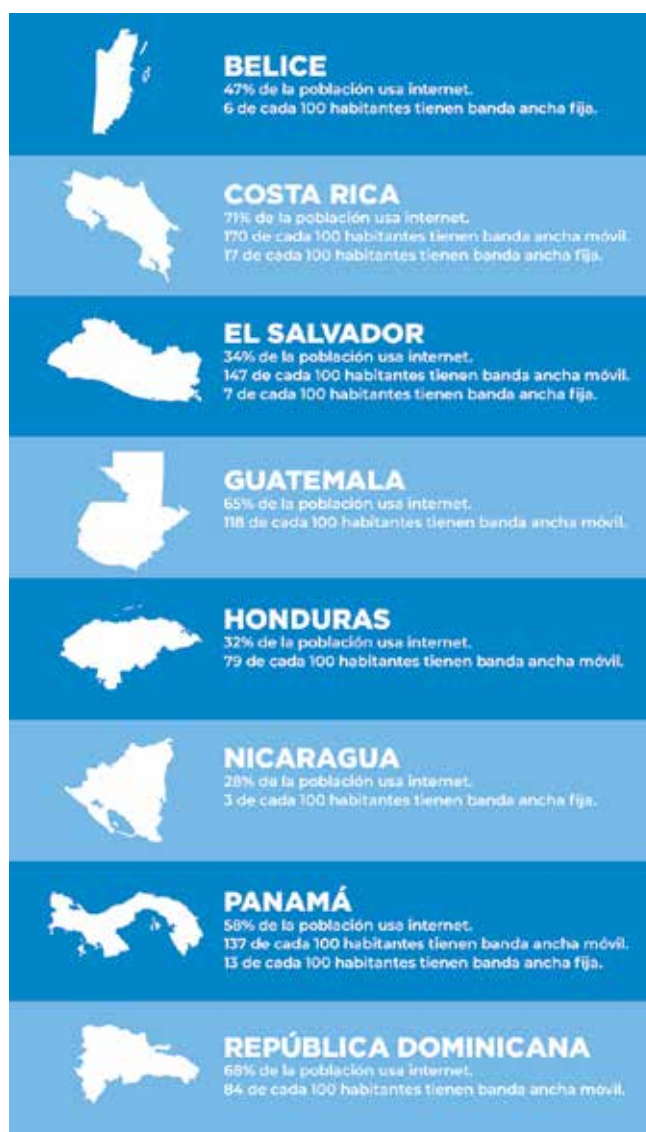 BELICE
47% de la población usa internet.
6 de cada 100 habitantes tienen banda ancha fija.
COSTA RICA
71% de la población usa internet.
170 de cada 100 habitantes tienen banda ancha móvil.
17 de cada 100 habitantes tienen banda ancha fija.
EL SALVADOR
34% de la población usa internet.
147 de cada 100 habitantes tienen banda ancha móvil.
7 de cada 100 habitantes tienen banda ancha fija.
GUATEMALA
65% de la población usa internet.
118 de cada 100 habitantes tienen banda ancha móvil.
HONDURAS
32% de la población usa internet.
79 de cada 100 habitantes tienen banda ancha móvil.
NICARAGUA
28% de la población usa internet.
3 de cada 100 habitantes tienen banda ancha fija.
PANAMÁ
58% de la población usa internet.
137 de cada 100 habitantes tienen banda ancha móvil.
13 de cada 100 habitantes tienen banda ancha fija.
REPÚBLICA DOMINICANA
68% de la población usa internet.
84 de cada 100 habitantes tienen banda ancha móvil.